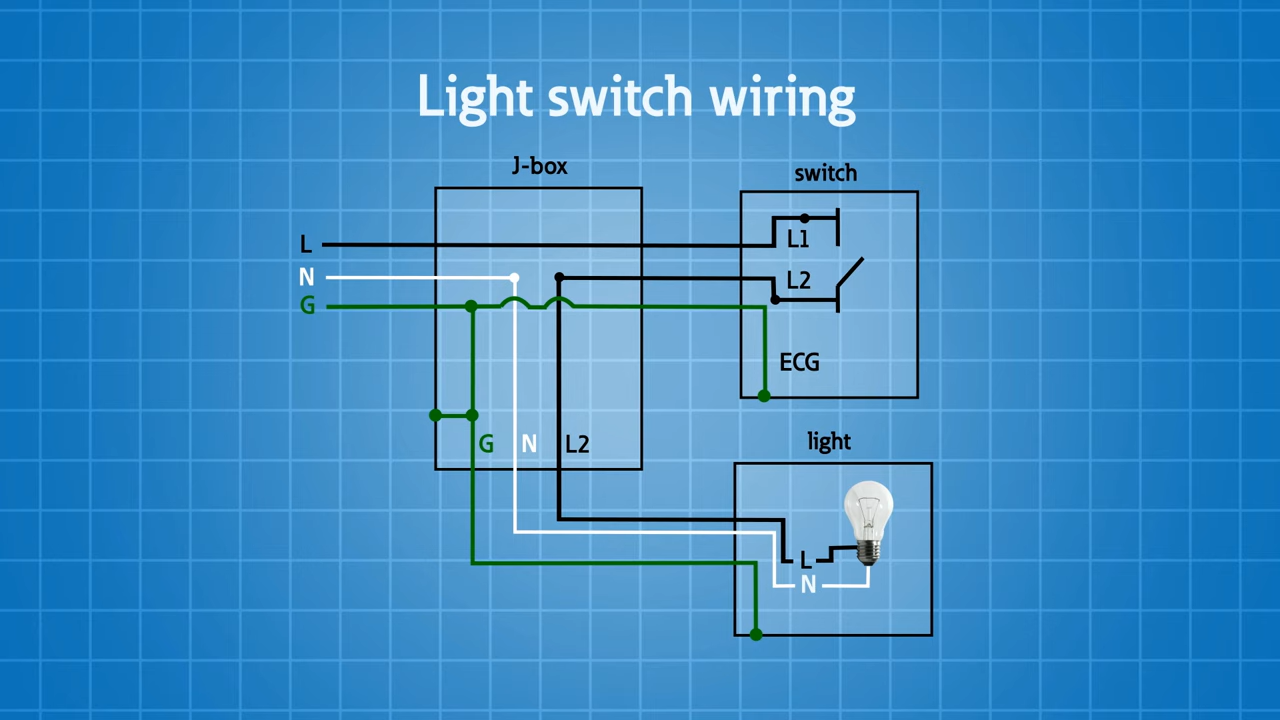 Light switch wiring
J-box
switch
L
L1
N
L2
G
ECG
G N L2
light
L
N